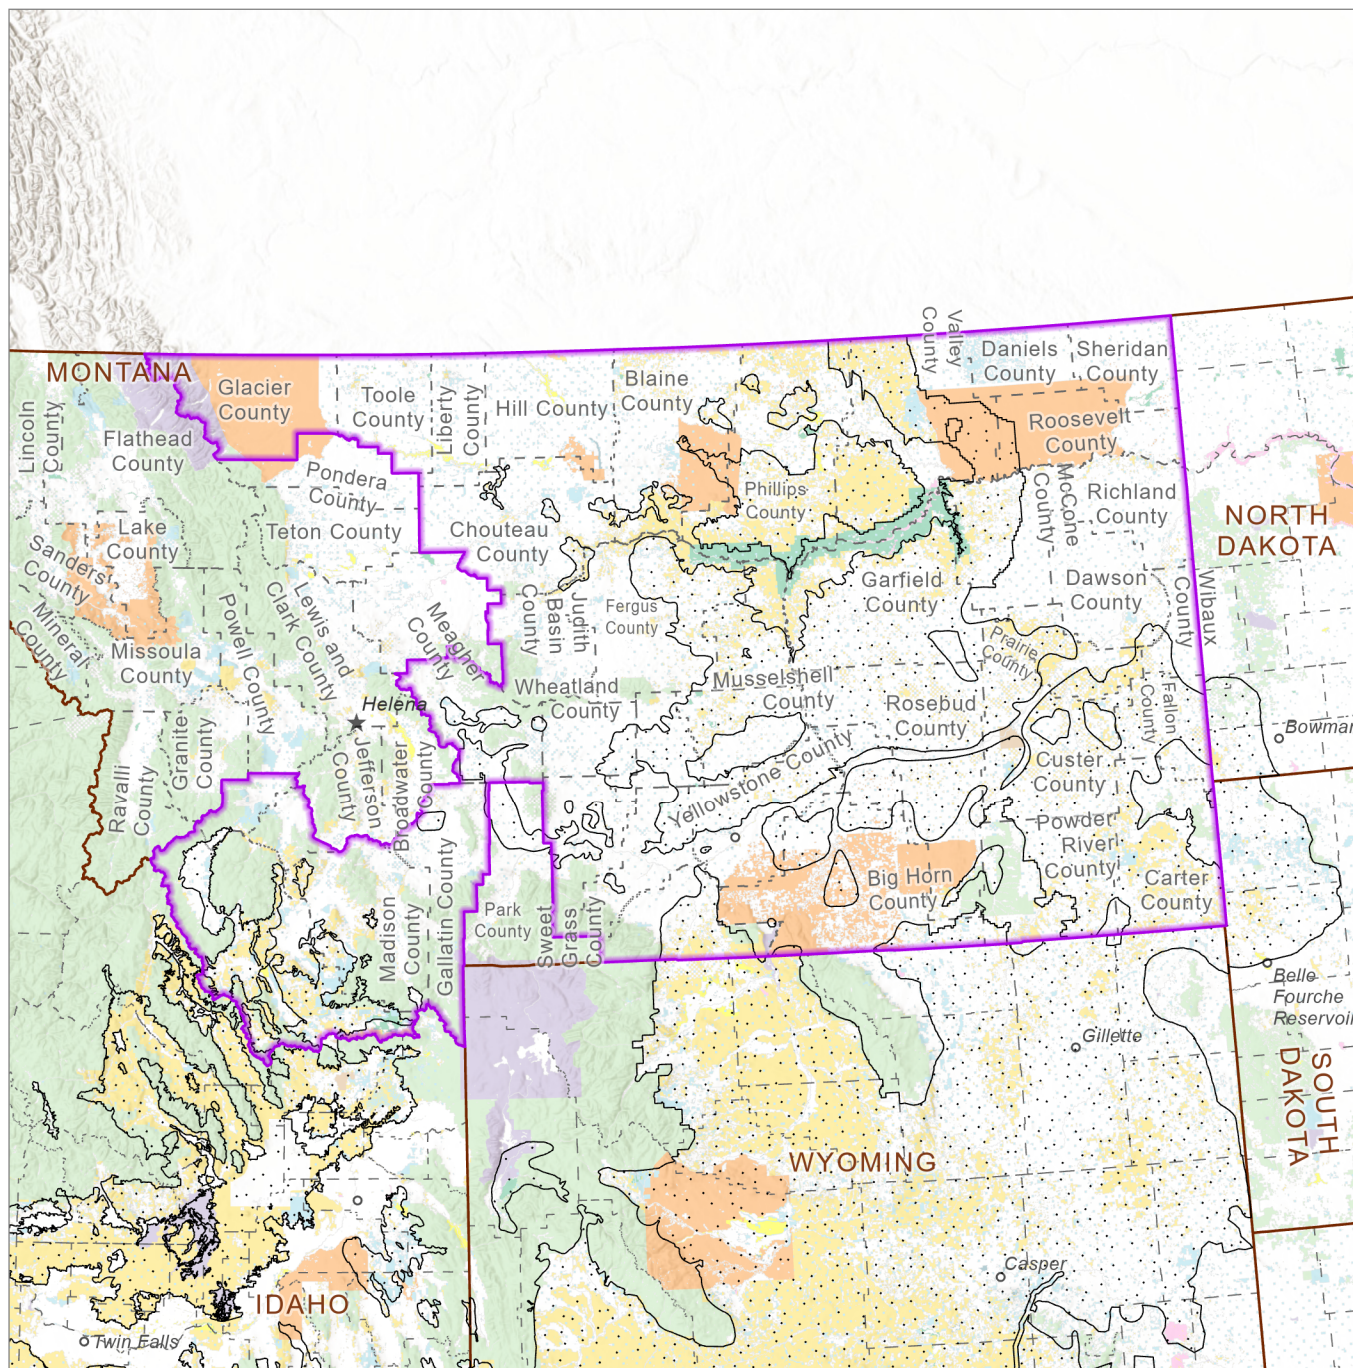 MONTANA
Glacier
County
Toole
County
Liberty
County
Hill County
Blaine
County
Valley
County
Daniels
County
Sheridan
County
Roosevelt
County
Lincoln
County
Flathead
County
Pondera
County
Teton County
Chouteau
County
Phillips
County
McCone
County
Richland
County
NORTH
DAKOTA
Lake
County
Sanders
County
Mineral
County
Missoula
County
Powell County
Lewis and
Clark County
Meagher
County
Judith
Basin
County
Fergus
County
Garfield
County
Dawson
County
Wibaux
County
Prairie
County
Wheatland
County
Musselshell
County
Rosebud
County
Fallon
County
Helena
Granite
County
Ravalli
County
Jefferson
County
Broadwater
County
Yellowstone County
Custer
County
Bowman
Powder
River
County
Carter
County
Big Horn
County
Madison
County
Gallatin County
Park
County
Sweet
Grass
County
Belle
Fourche
Reservoir
Gillette
SOUTH
DAKOTA
WYOMING
Casper
IDAHO
Twin Falls